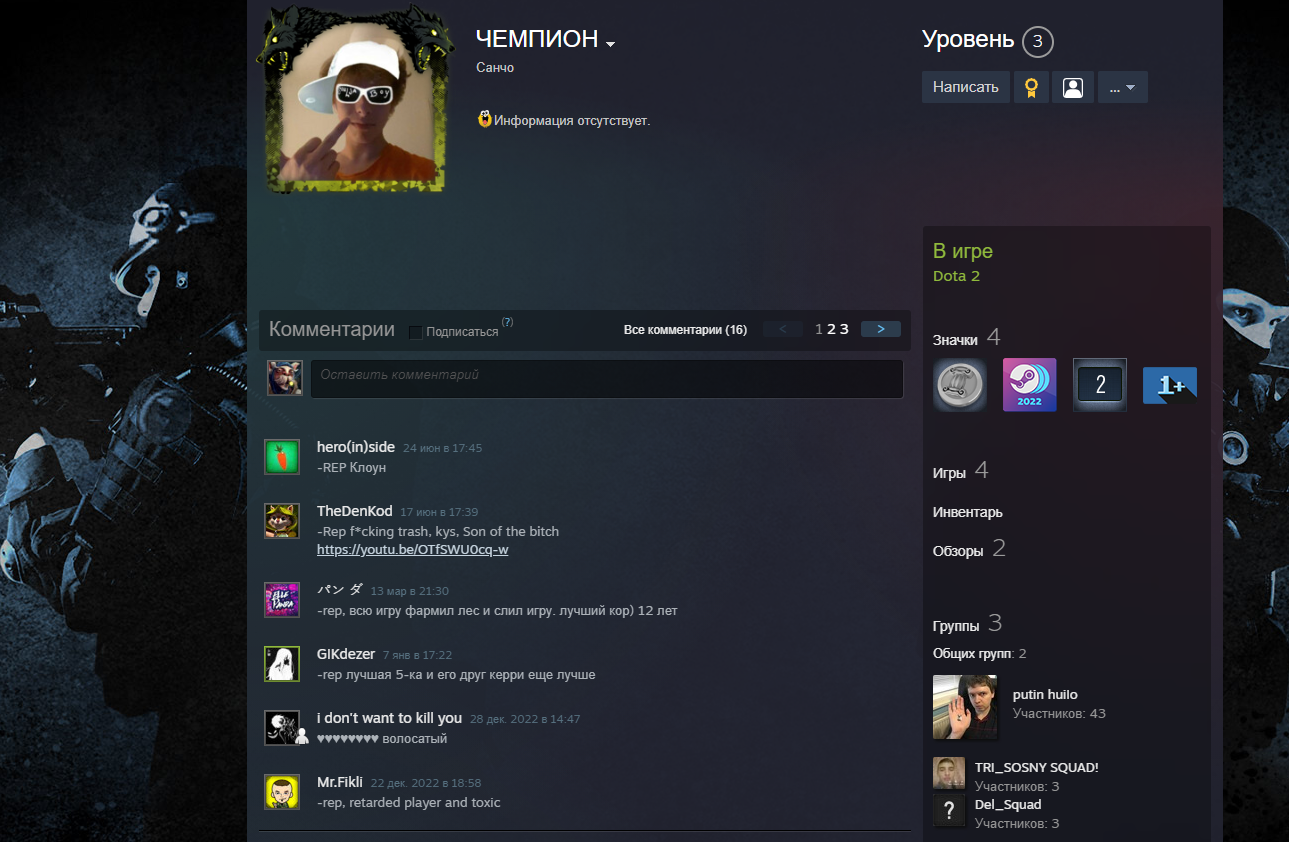 ЧЕМПИОН
Санчо
Информация отсутствует.
Уровень 3
Написать
...
В игре
Dota 2
Комментарии Подписаться (?) Все комментарии (16) < 1 2 3 >
Оставить комментарий
hero(in)side 24 июн в 17:45
-REP Клоун
TheDenKod 17 июн в 17:39
-Rep f*cking trash, kys, Son of the bitch
https://youtu.be/OTfSWU0cq-w
パン ダ 13 мар в 21:30
-rep, всю игру фармил лес и слил игру. лучший кор) 12 лет
GIKdezer 7 янв в 17:22
-rep лучшая 5-ка и его друг керри еще лучше
i don't want to kill you 28 дек. 2022 в 14:47
♥♥♥♥♥♥♥♥ волосатый
Mr.Fikli 22 дек. 2022 в 18:58
-rep, retarded player and toxic
Значки 4
2022
2
1+
Игры 4
Инвентарь
Обзоры 2
Группы 3
Общих групп: 2
putin huilo
Участников: 43
TRI_SOSNY SQUAD!
Участников: 3
?
Del_Squad
Участников: 3